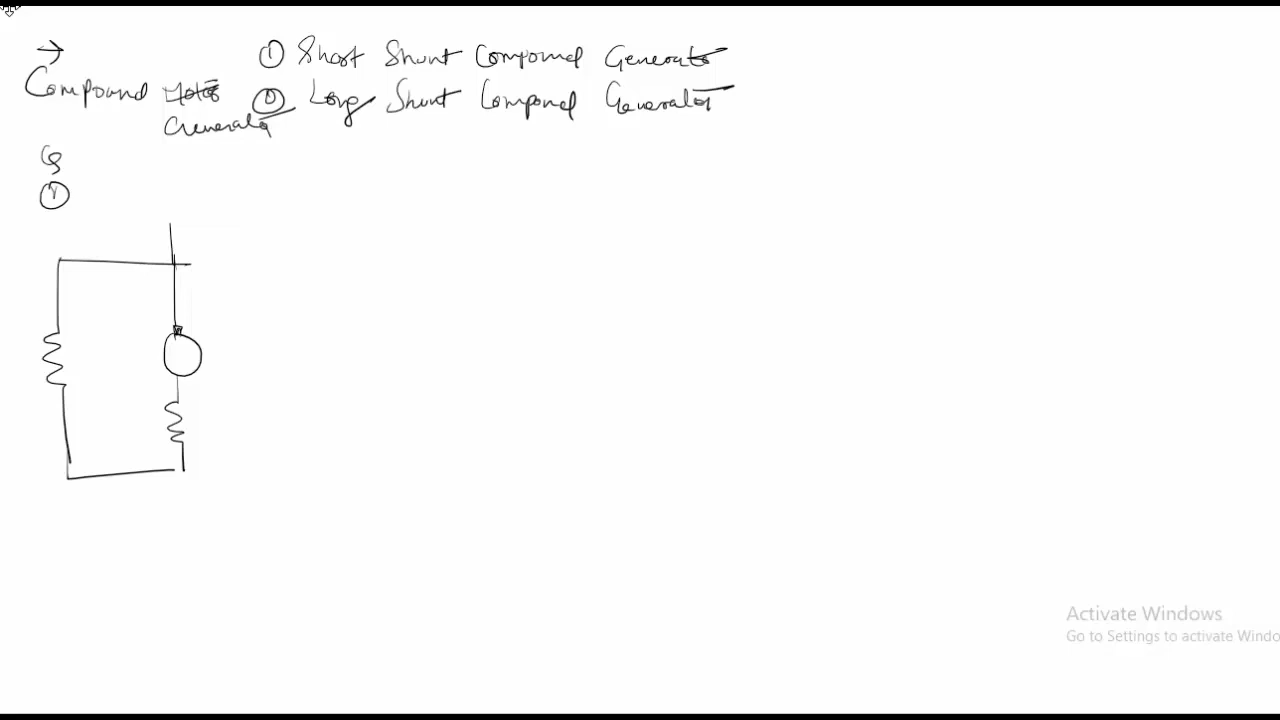 → ① Short Shunt Compound Generator
Compound Motor ② Long Shunt Compound Generator
Generator
①
Activate Windows
Go to Settings to activate Windo